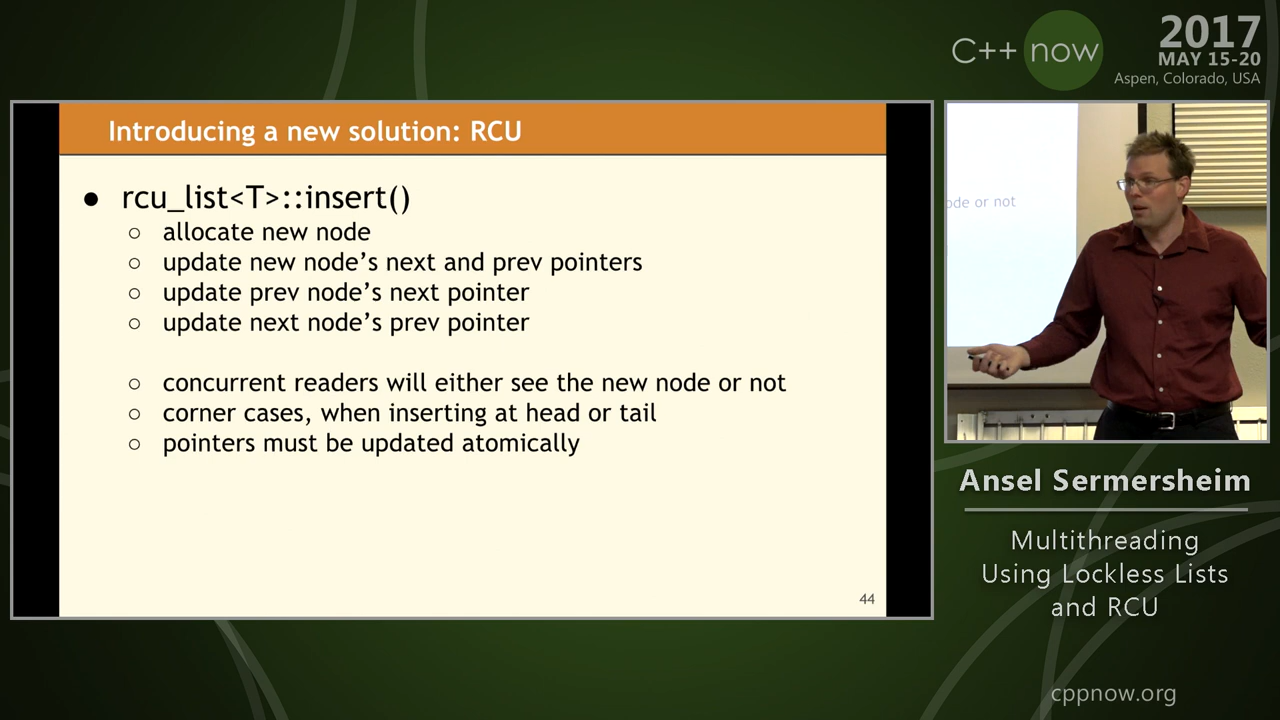 C++ now
2017
MAY 15-20
Aspen, Colorado, USA
Introducing a new solution: RCU
● rcu_list<T>::insert()
○ allocate new node
○ update new node’s next and prev pointers
○ update prev node’s next pointer
○ update next node’s prev pointer
○ concurrent readers will either see the new node or not
○ corner cases, when inserting at head or tail
○ pointers must be updated atomically
44
ode or not
Ansel Sermersheim
Multithreading
Using Lockless Lists
and RCU
cppnow.org